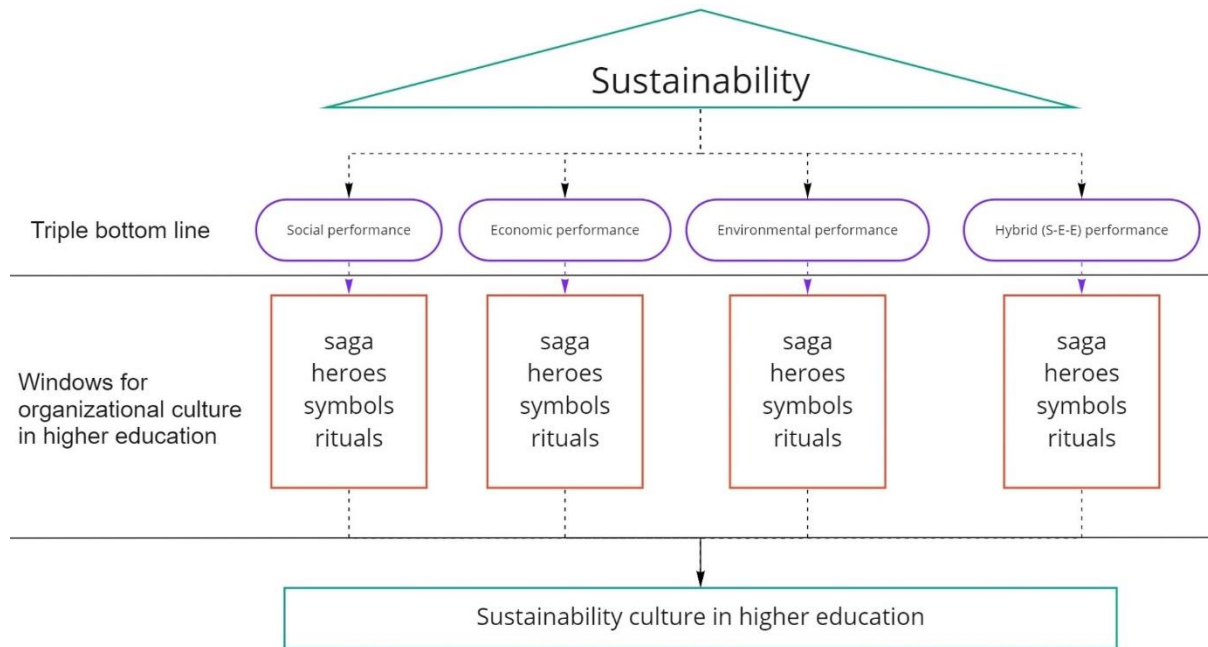 Sustainability
Triple bottom line
Social performance
Economic performance
Environmental performance
Hybrid (S-E-E) performance
Windows for
organizational culture
in higher education
saga
heroes
symbols
rituals
saga
heroes
symbols
rituals
saga
heroes
symbols
rituals
saga
heroes
symbols
rituals
Sustainability culture in higher education